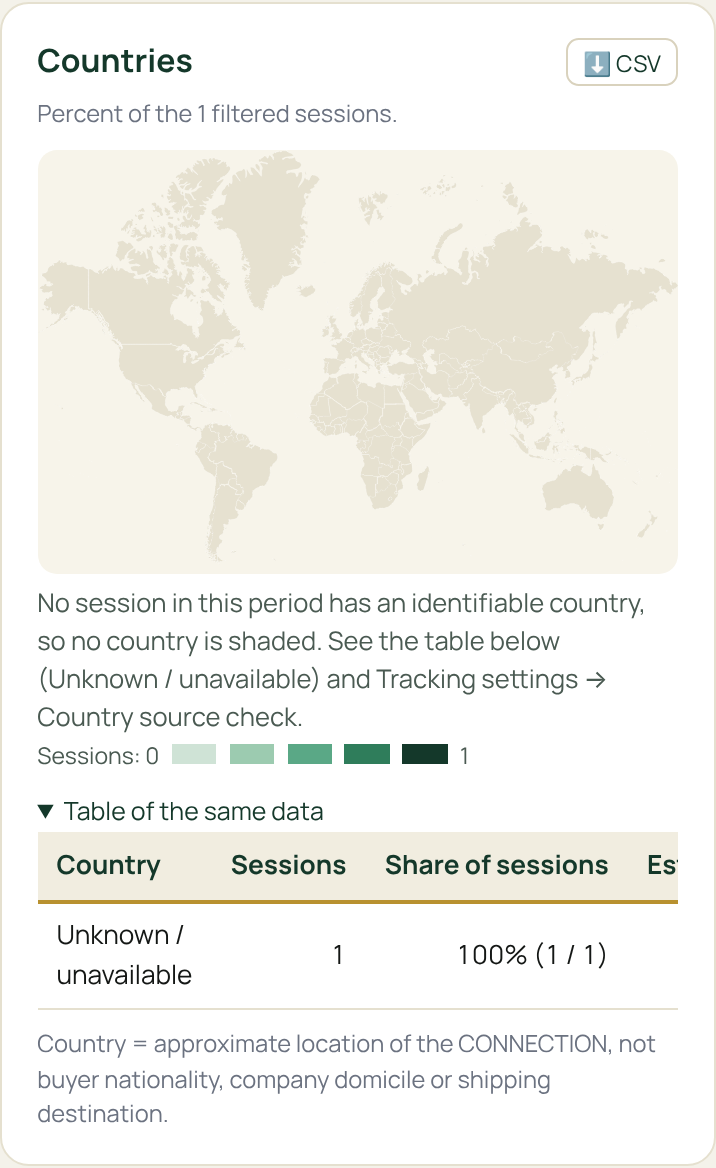 Countries
⬇️ CSV
Percent of the 1 filtered sessions.
No session in this period has an identifiable country,
so no country is shaded. See the table below
(Unknown / unavailable) and Tracking settings →
Country source check.
Sessions: 0 1
▼ Table of the same data
Country Sessions Share of sessions
Unknown / unavailable 1 100% (1 / 1)
Country = approximate location of the CONNECTION, not
buyer nationality, company domicile or shipping
destination.